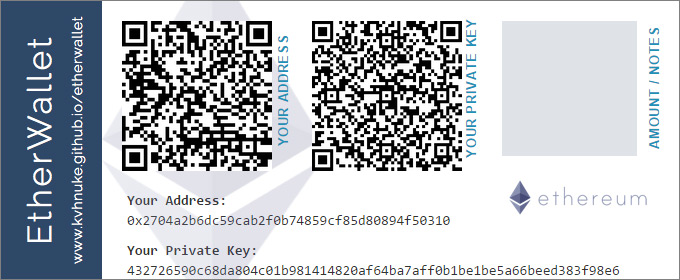 EtherWallet
www.kvhnuke.github.io/etherwallet
YOUR ADDRESS
YOUR PRIVATE KEY
AMOUNT / NOTES
ethereum
Your Address:
0x2704a2b6dc59cab2f0b74859cf85d80894f50310
Your Private Key:
432726590c68da804c01b981414820af64ba7aff0b1be1be5a66beed383f98e6